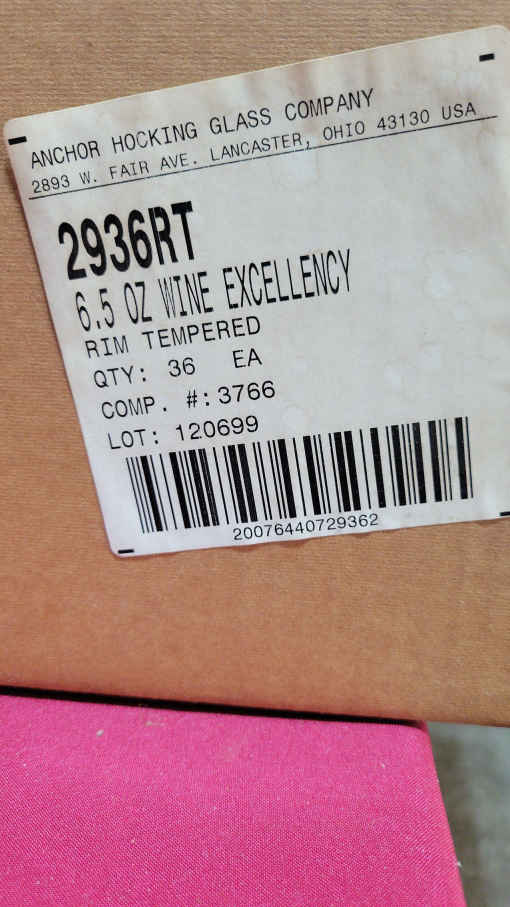 ANCHOR HOCKING GLASS COMPANY
2893 W. FAIR AVE. LANCASTER, OHIO 43130 USA
2936RT
6.5 OZ WINE EXCELLENCY
RIM TEMPERED
QTY: 36 EA
COMP. #: 3766
LOT: 120699
20076440729362